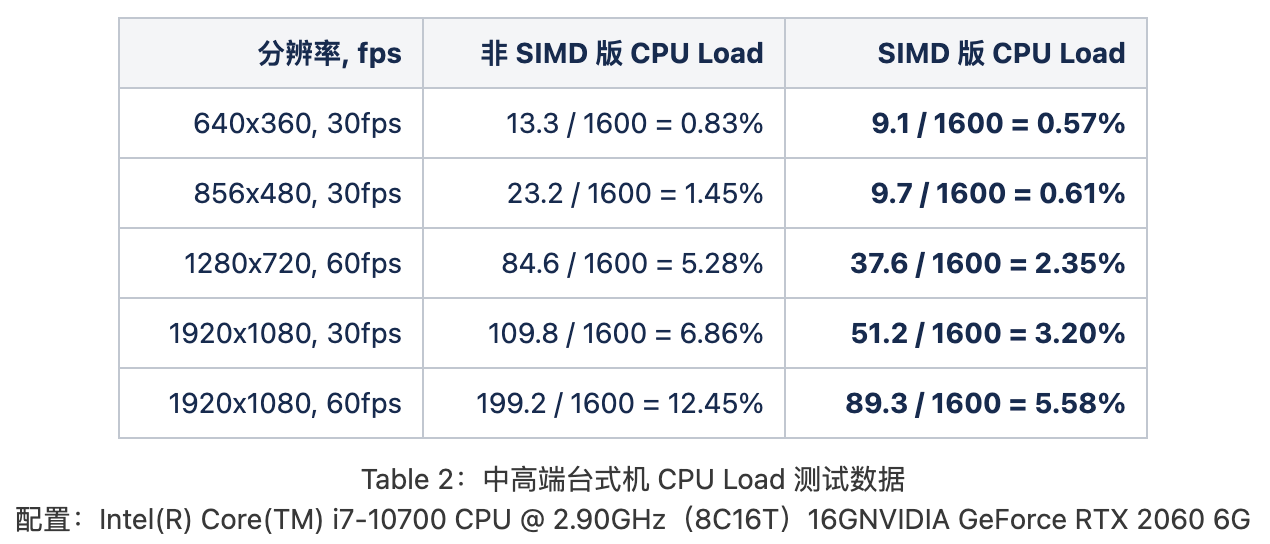 分辨率, fps 非 SIMD 版 CPU Load SIMD 版 CPU Load
640x360, 30fps 13.3 / 1600 = 0.83% 9.1 / 1600 = 0.57%
856x480, 30fps 23.2 / 1600 = 1.45% 9.7 / 1600 = 0.61%
1280x720, 60fps 84.6 / 1600 = 5.28% 37.6 / 1600 = 2.35%
1920x1080, 30fps 109.8 / 1600 = 6.86% 51.2 / 1600 = 3.20%
1920x1080, 60fps 199.2 / 1600 = 12.45% 89.3 / 1600 = 5.58%
Table 2：中高端台式机 CPU Load 测试数据
配置：Intel(R) Core(TM) i7-10700 CPU @ 2.90GHz（8C16T）16GNVIDIA GeForce RTX 2060 6G